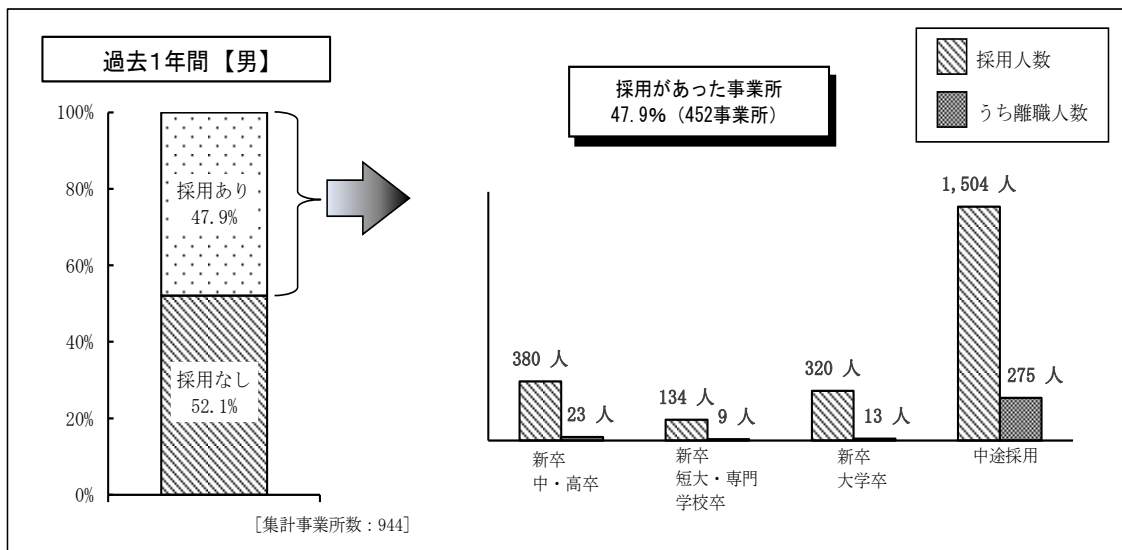 過去1年間【男】
100%
80%
60%
40%
20%
0%
採用あり
47.9%
採用なし
52.1%
[集計事業所数：944]
採用があった事業所
47.9%（452事業所）
採用人数
うち離職人数
380 人
23 人
134 人
9 人
320 人
13 人
1,504 人
275 人
新卒
中・高卒
新卒
短大・専門
学校卒
新卒
大学卒
中途採用